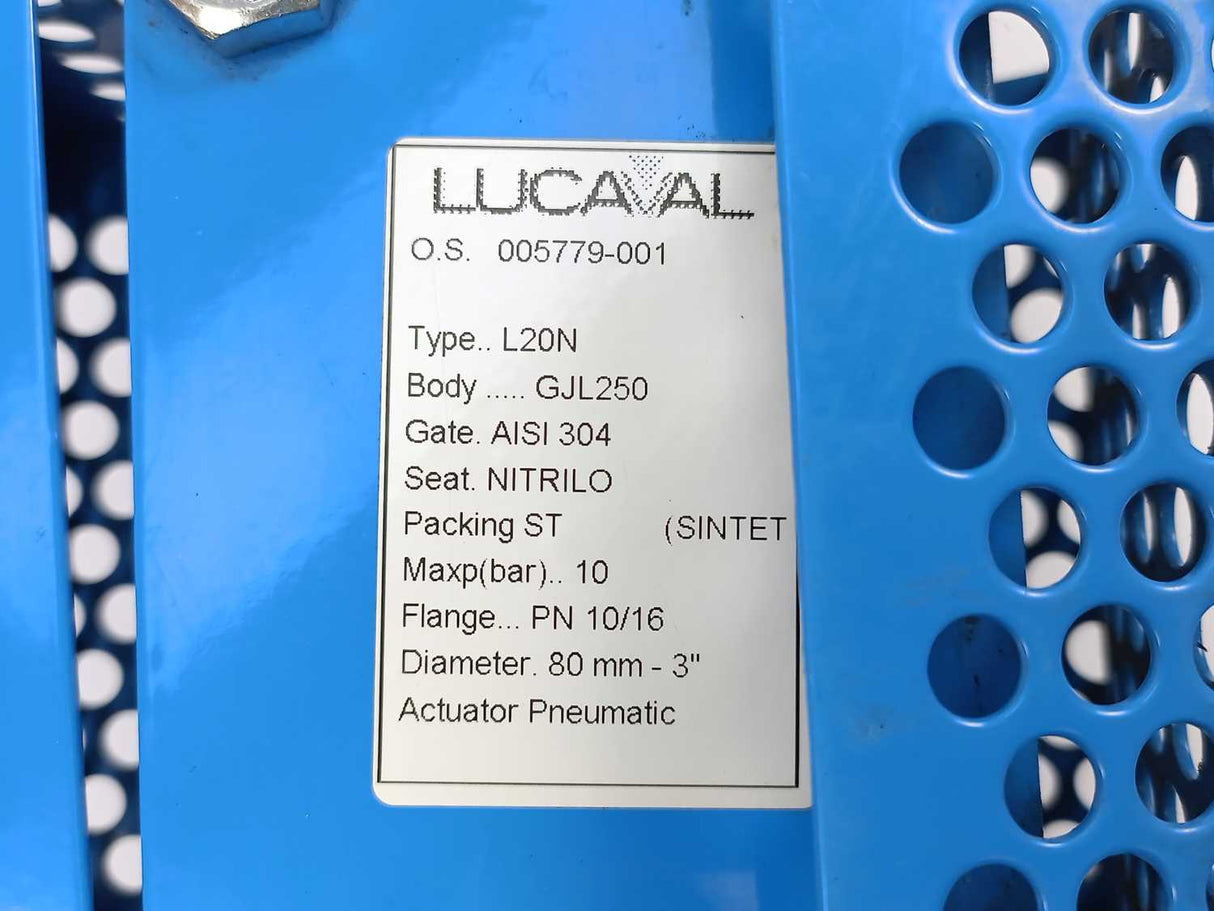 LUCAVAL
O.S. 005779-001
Type.. L20N
Body ..... GJL250
Gate. AISI 304
Seat. NITRILO
Packing ST (SINTET
Maxp(bar).. 10
Flange... PN 10/16
Diameter. 80 mm - 3"
Actuator Pneumatic